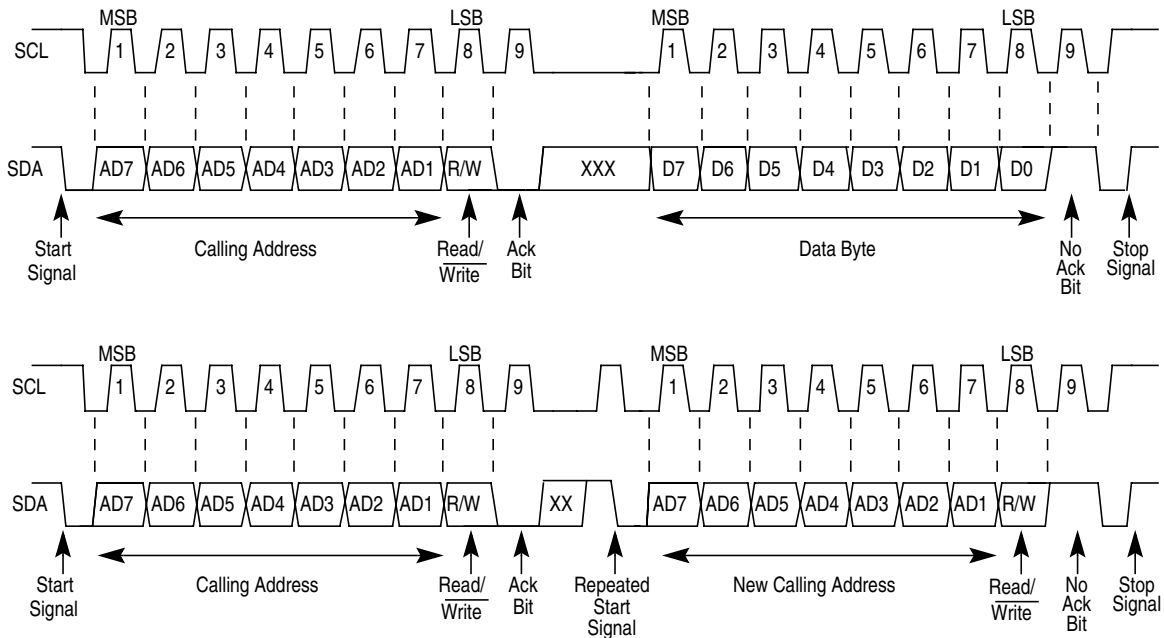 MSB LSB MSB LSB
SCL 1 2 3 4 5 6 7 8 9 1 2 3 4 5 6 7 8 9
SDA AD7 AD6 AD5 AD4 AD3 AD2 AD1 R/W XXX D7 D6 D5 D4 D3 D2 D1 D0
Start Signal
Calling Address
Read/ Write
Ack Bit
Data Byte
No Ack Bit
Stop Signal
MSB LSB MSB LSB
SCL 1 2 3 4 5 6 7 8 9 1 2 3 4 5 6 7 8 9
SDA AD7 AD6 AD5 AD4 AD3 AD2 AD1 R/W XX AD7 AD6 AD5 AD4 AD3 AD2 AD1 R/W
Start Signal
Calling Address
Read/ Write
Ack Bit
Repeated Start Signal
New Calling Address
Read/ Write
No Ack Bit
Stop Signal